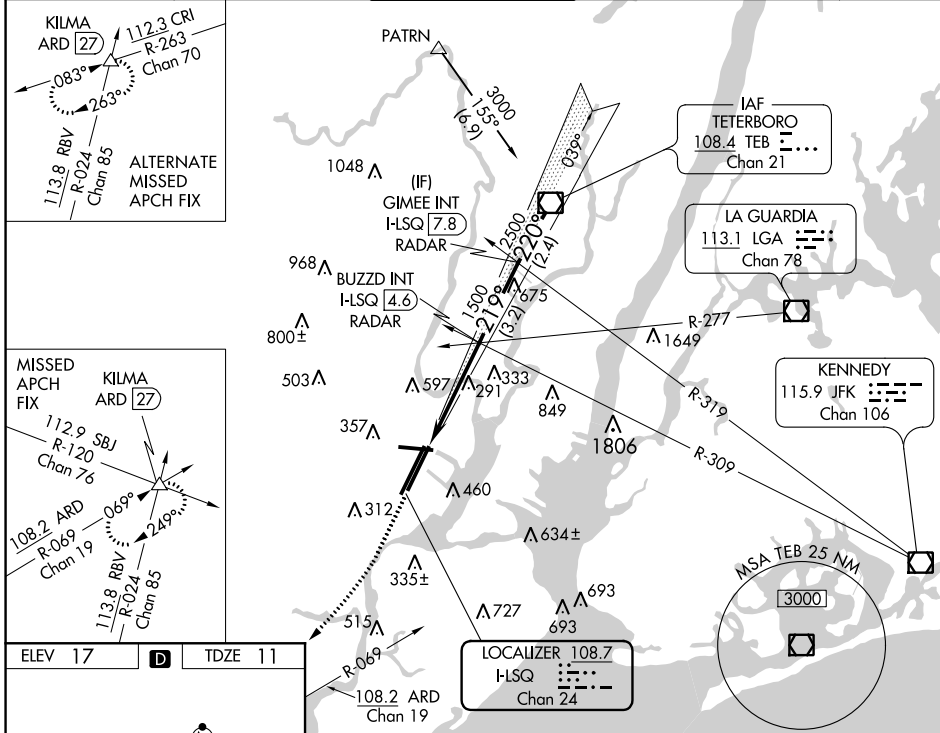 KILMA
ARD 27
112.3 CRI
R-263
Chan 70
083°
263°
113.8 RBV
R-024
Chan 85
ALTERNATE
MISSED
APCH FIX
PATRN
3000
155°
(6.9)
039°
IAF
TETERBORO
108.4 TEB
Chan 21
1048
(IF)
GIMEE INT
I-LSQ 7.8
RADAR
2500
220°
(2.4)
LA GUARDIA
113.1 LGA
Chan 78
968
BUZZD INT
I-LSQ 4.6
RADAR
675
1500
219°
(3.2)
R-277
1649
800±
MISSED
APCH
FIX
KILMA
ARD 27
112.9 SBJ
R-120
Chan 76
069°
249°
108.2 ARD
R-069
Chan 19
113.8 RBV
R-024
Chan 85
503
597
291
333
849
R-319
KENNEDY
115.9 JFK
Chan 106
357
1806
R-309
460
312
634±
335±
MSA TEB 25 NM
3000
693
727
693
515
R-069
108.2 ARD
Chan 19
LOCALIZER 108.7
I-LSQ
Chan 24
ELEV 17 D TDZE 11